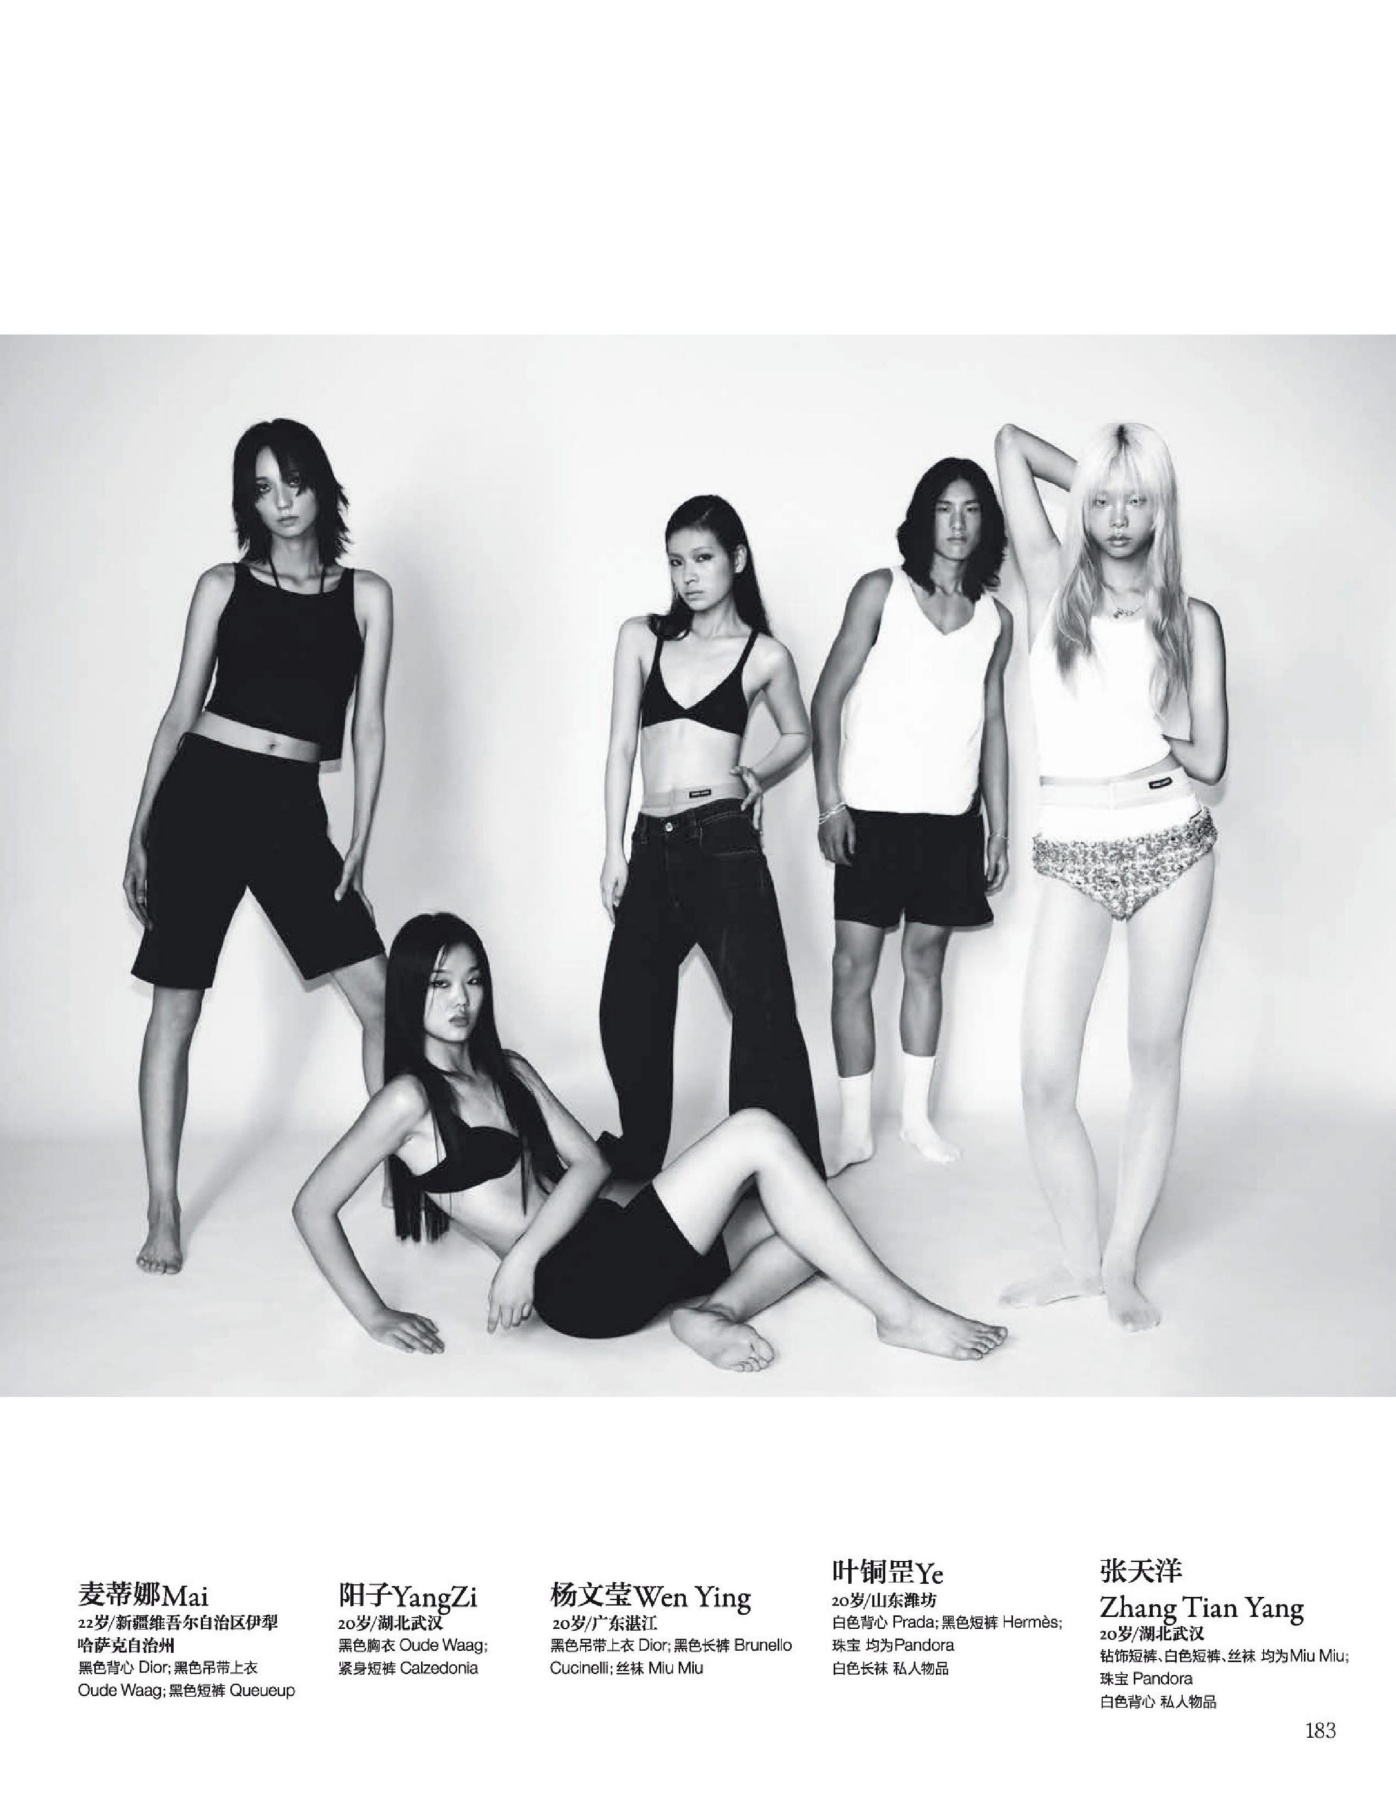 麦蒂娜Mai
22岁/新疆维吾尔自治区伊犁
哈萨克自治州
黑色背心 Dior; 黑色吊带上衣
Oude Waag; 黑色短裤 Queueup
阳子YangZi
20岁/湖北武汉
黑色胸衣 Oude Waag;
紧身短裤 Calzedonia
杨文莹Wen Ying
20岁/广东湛江
黑色吊带上衣 Dior; 黑色长裤 Brunello
Cucinelli; 丝袜 Miu Miu
叶铜罡Ye
20岁/山东潍坊
白色背心 Prada; 黑色短裤 Hermès;
珠宝 均为Pandora
白色长袜 私人物品
张天洋
Zhang Tian Yang
20岁/湖北武汉
钻饰短裤、白色短裤、丝袜 均为Miu Miu;
珠宝 Pandora
白色背心 私人物品
183